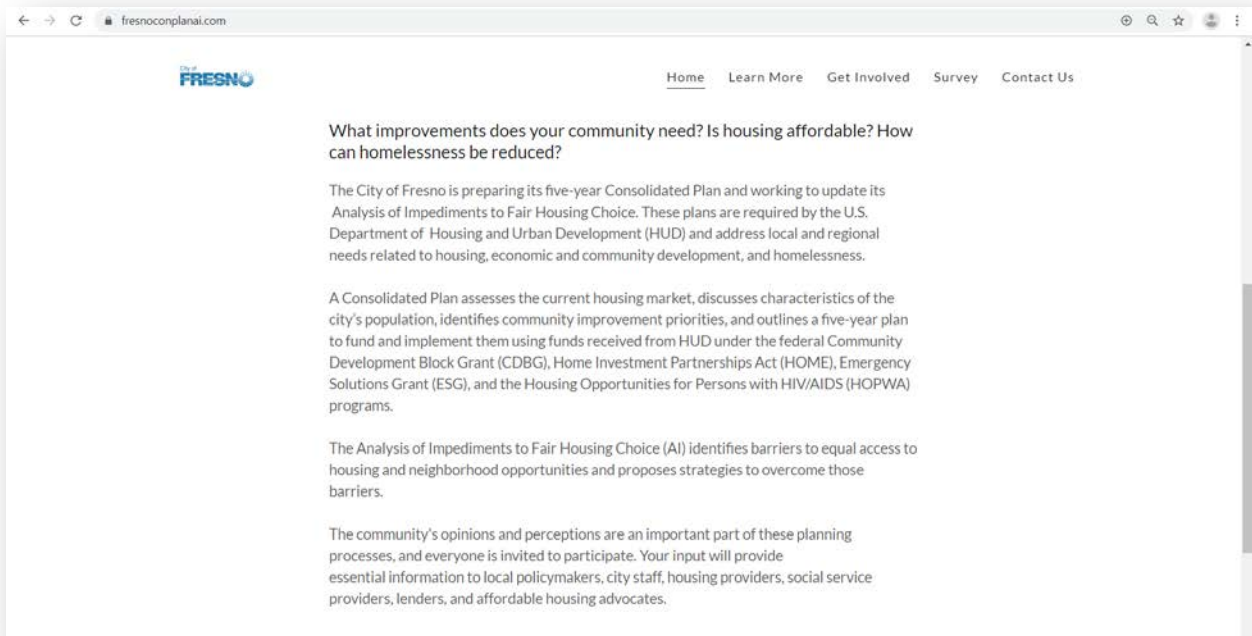 fresnoconplanai.com
City of
FRESNO
Home Learn More Get Involved Survey Contact Us
What improvements does your community need? Is housing affordable? How
can homelessness be reduced?
The City of Fresno is preparing its five-year Consolidated Plan and working to update its
Analysis of Impediments to Fair Housing Choice. These plans are required by the U.S.
Department of Housing and Urban Development (HUD) and address local and regional
needs related to housing, economic and community development, and homelessness.
A Consolidated Plan assesses the current housing market, discusses characteristics of the
city's population, identifies community improvement priorities, and outlines a five-year plan
to fund and implement them using funds received from HUD under the federal Community
Development Block Grant (CDBG), Home Investment Partnerships Act (HOME), Emergency
Solutions Grant (ESG), and the Housing Opportunities for Persons with HIV/AIDS (HOPWA)
programs.
The Analysis of Impediments to Fair Housing Choice (AI) identifies barriers to equal access to
housing and neighborhood opportunities and proposes strategies to overcome those
barriers.
The community's opinions and perceptions are an important part of these planning
processes, and everyone is invited to participate. Your input will provide
essential information to local policymakers, city staff, housing providers, social service
providers, lenders, and affordable housing advocates.